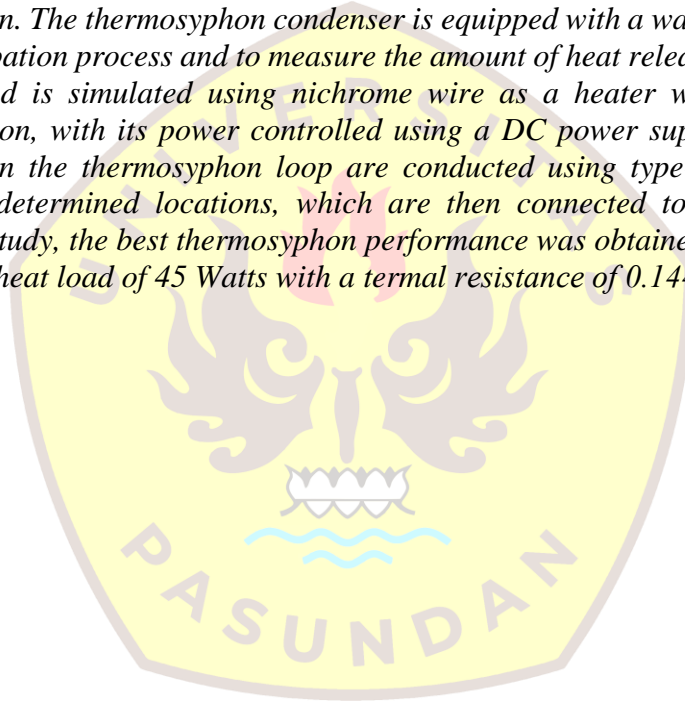 n. The thermosyphon condenser is equipped with a wa
pation process and to measure the amount of heat relea
d is simulated using nichrome wire as a heater w
on, with its power controlled using a DC power sup
n the thermosyphon loop are conducted using type
determined locations, which are then connected to
tudy, the best thermosyphon performance was obtaine
heat load of 45 Watts with a termal resistance of 0.144
UNIVERSITAS
PASUNDAN